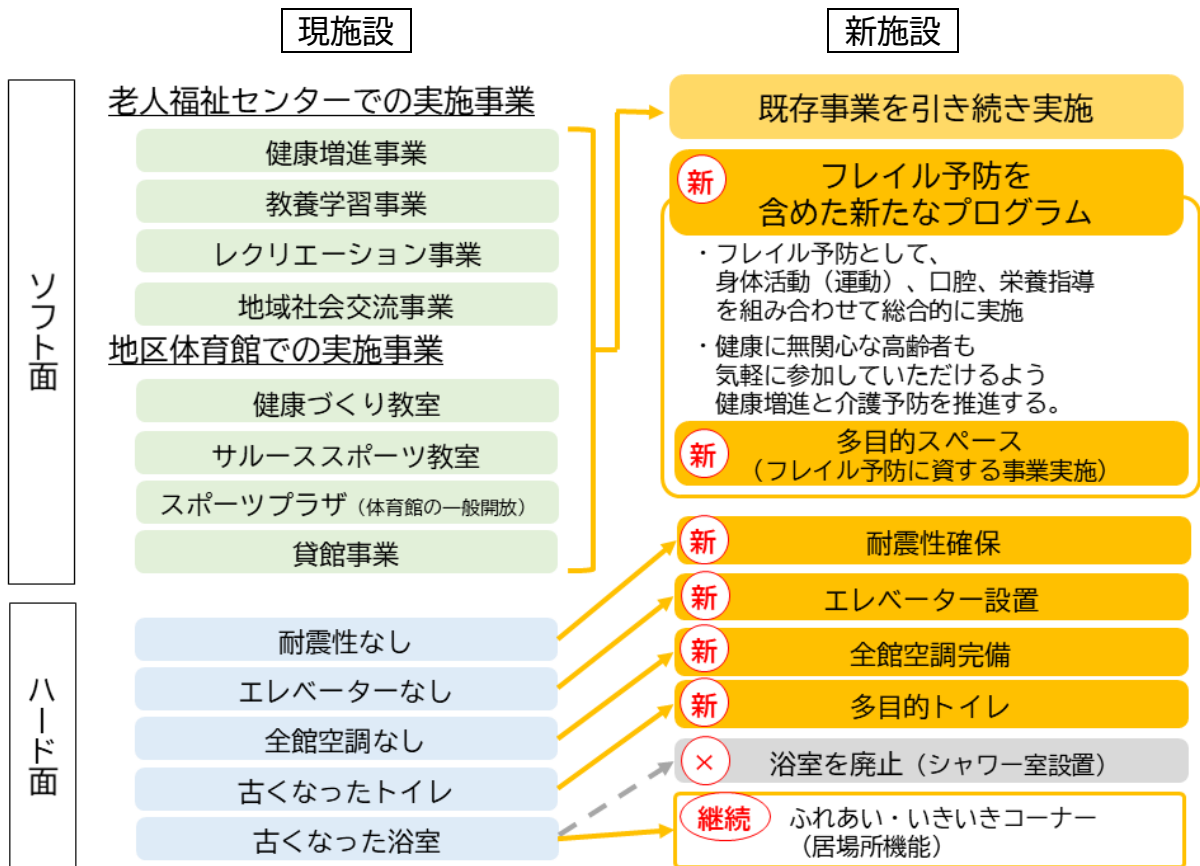 現施設
新施設
ソフト面
老人福祉センターでの実施事業
健康増進事業
教養学習事業
レクリエーション事業
地域社会交流事業
地区体育館での実施事業
健康づくり教室
サルーススポーツ教室
スポーツプラザ（体育館の一般開放）
貸館事業
既存事業を引き続き実施
新
フレイル予防を
含めた新たなプログラム
・フレイル予防として、
身体活動（運動）、口腔、栄養指導
を組み合わせて総合的に実施
・健康に無関心な高齢者も
気軽に参加していただけるよう
健康増進と介護予防を推進する。
新
多目的スペース
（フレイル予防に資する事業実施）
ハード面
耐震性なし
エレベーターなし
全館空調なし
古くなったトイレ
古くなった浴室
新 耐震性確保
新 エレベーター設置
新 全館空調完備
新 多目的トイレ
× 浴室を廃止（シャワー室設置）
継続 ふれあい・いきいきコーナー
（居場所機能）